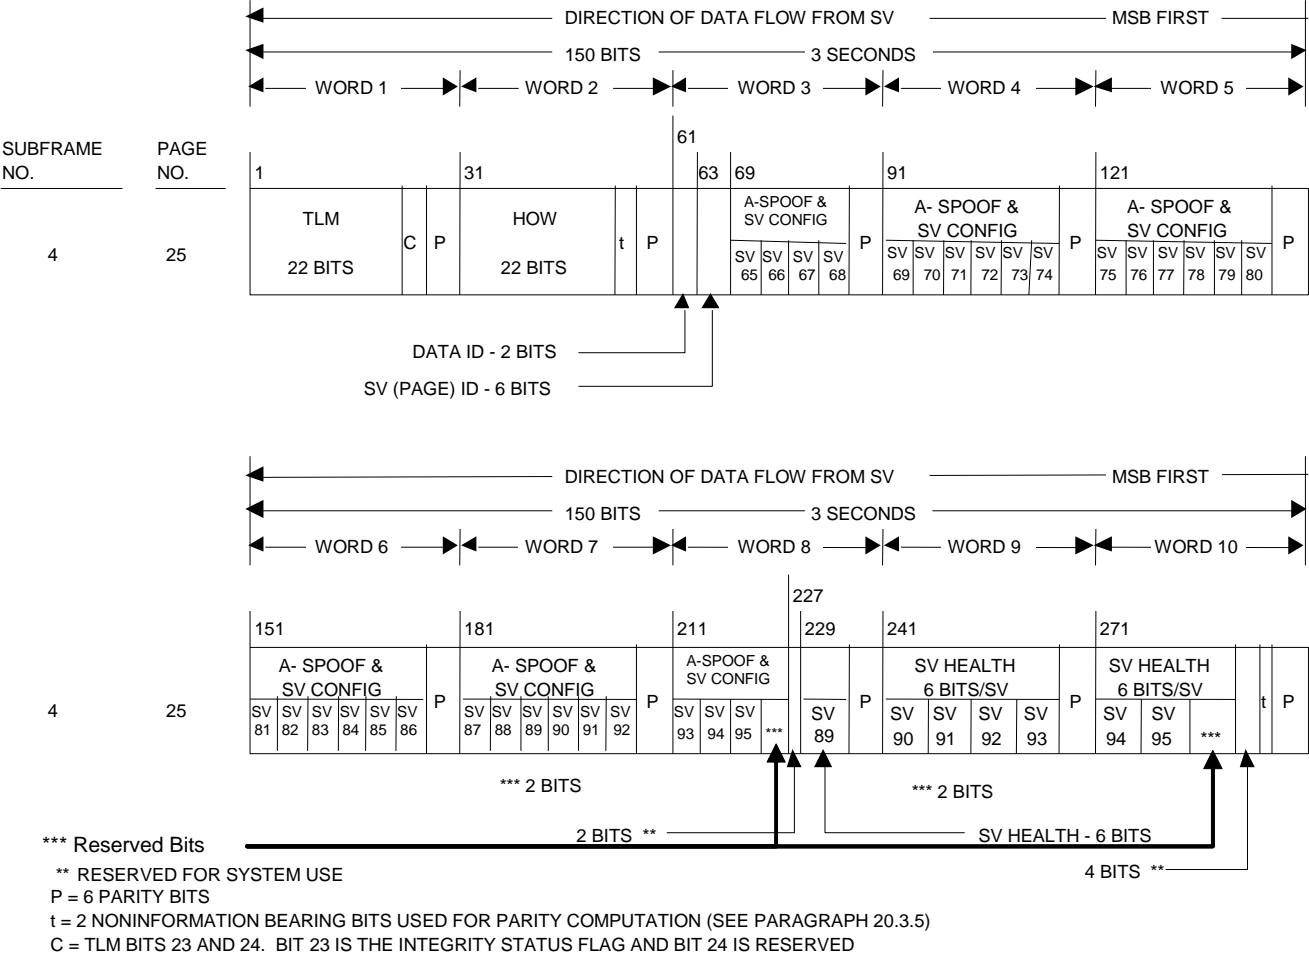 DIRECTION OF DATA FLOW FROM SV MSB FIRST
150 BITS 3 SECONDS
WORD 1 WORD 2 WORD 3 WORD 4 WORD 5
SUBFRAME NO. PAGE NO.
61
1 31 63 69 91 121
4 25
TLM 22 BITS C P
HOW 22 BITS t P
A-SPOOF & SV CONFIG
SV 65 SV 66 SV 67 SV 68 P
A- SPOOF & SV CONFIG
SV 69 SV 70 SV 71 SV 72 SV 73 SV 74 P
A- SPOOF & SV CONFIG
SV 75 SV 76 SV 77 SV 78 SV 79 SV 80 P
DATA ID - 2 BITS
SV (PAGE) ID - 6 BITS
DIRECTION OF DATA FLOW FROM SV MSB FIRST
150 BITS 3 SECONDS
WORD 6 WORD 7 WORD 8 WORD 9 WORD 10
227
151 181 211 229 241 271
4 25
A- SPOOF & SV CONFIG
SV 81 SV 82 SV 83 SV 84 SV 85 SV 86 P
A- SPOOF & SV CONFIG
SV 87 SV 88 SV 89 SV 90 SV 91 SV 92 P
A-SPOOF & SV CONFIG
SV 93 SV 94 SV 95 ***
SV 89 P
SV HEALTH 6 BITS/SV
SV 90 SV 91 SV 92 SV 93 P
SV HEALTH 6 BITS/SV
SV 94 SV 95 *** t P
*** 2 BITS *** 2 BITS
2 BITS ** SV HEALTH - 6 BITS
*** Reserved Bits
4 BITS **
** RESERVED FOR SYSTEM USE
P = 6 PARITY BITS
t = 2 NONINFORMATION BEARING BITS USED FOR PARITY COMPUTATION (SEE PARAGRAPH 20.3.5)
C = TLM BITS 23 AND 24. BIT 23 IS THE INTEGRITY STATUS FLAG AND BIT 24 IS RESERVED